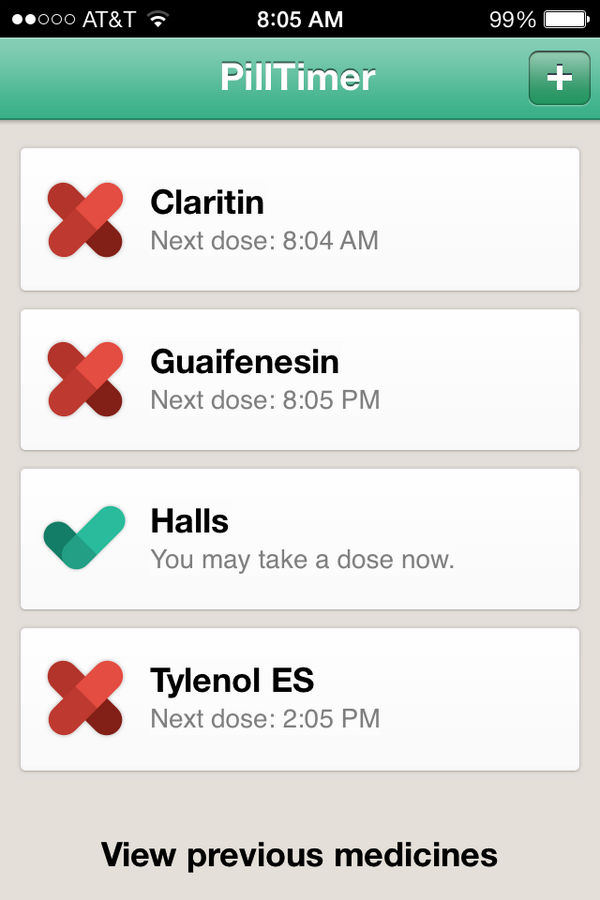 AT&T 8:05 AM 99%
PillTimer +
Claritin
Next dose: 8:04 AM
Guaifenesin
Next dose: 8:05 PM
Halls
You may take a dose now.
Tylenol ES
Next dose: 2:05 PM
View previous medicines